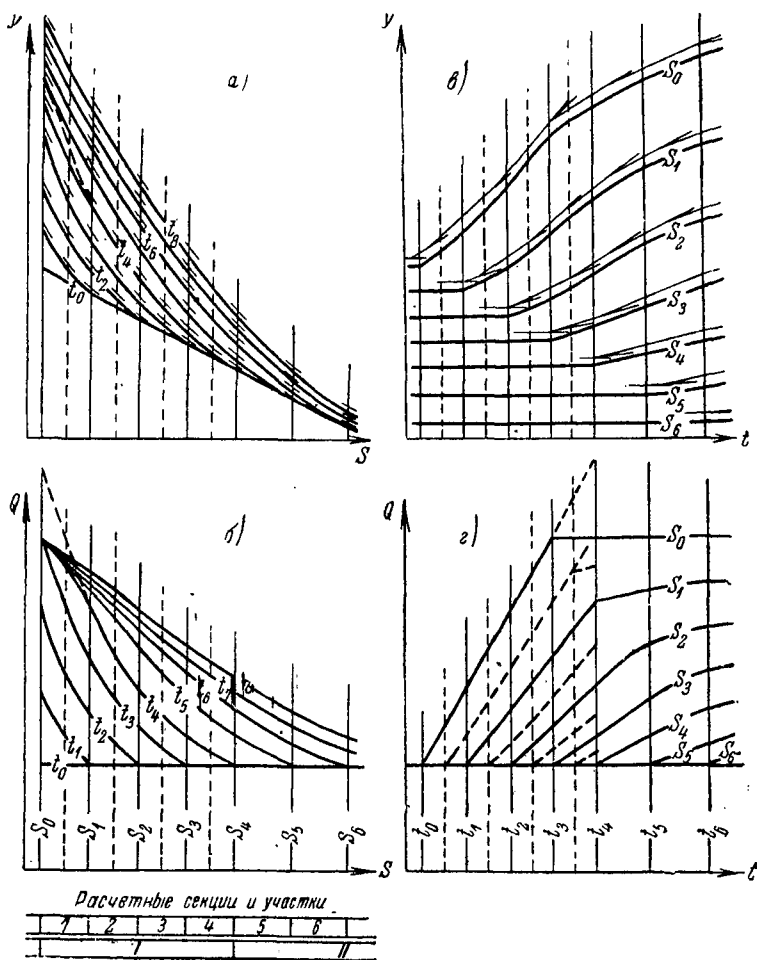 y
а)
t₀
t₂
t₄
t₆
t₈
S
y
в)
S₀
S₁
S₂
S₃
S₄
S₅
S₆
t
Q
б)
t₀
t₁
t₂
t₃
t₄
t₅
t₆
t₇
t₈
S₀
S₁
S₂
S₃
S₄
S₅
S₆
S
Q
г)
S₀
S₁
S₂
S₃
S₄
S₅
S₆
t₀
t₁
t₂
t₃
t₄
t₅
t₆
t
Расчетные секции и участки
1 2 3 4 5 6
I II